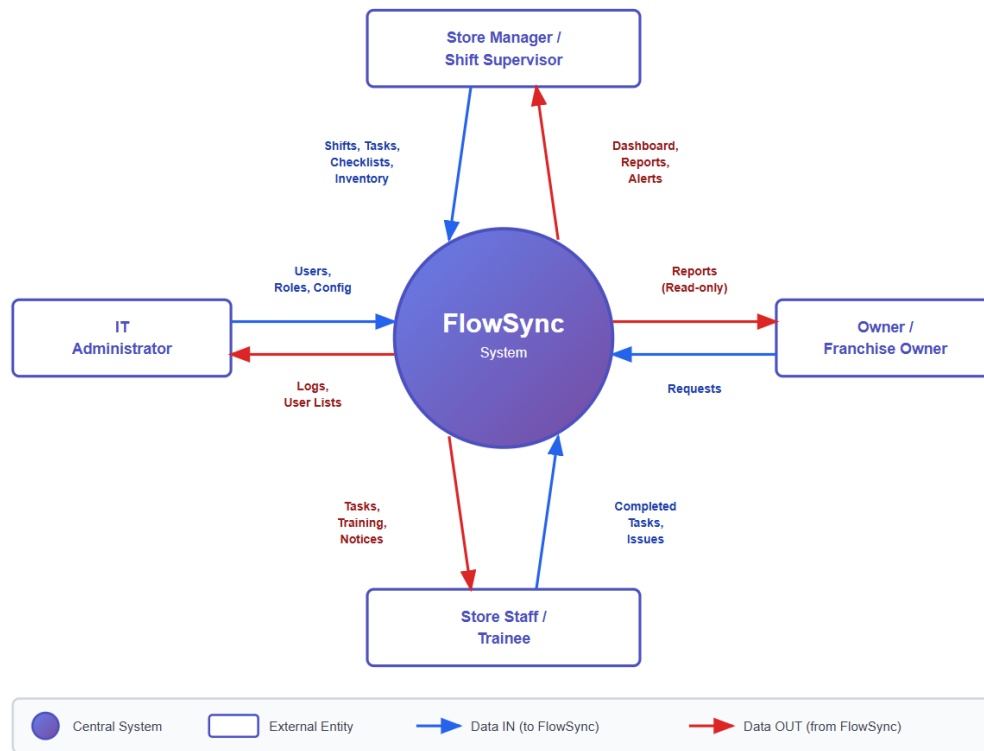 Store Manager /
Shift Supervisor
Shifts, Tasks,
Checklists,
Inventory
Dashboard,
Reports,
Alerts
Users,
Roles, Config
Reports
(Read-only)
IT
Administrator
FlowSync
System
Owner /
Franchise Owner
Logs,
User Lists
Requests
Tasks,
Training,
Notices
Completed
Tasks,
Issues
Store Staff /
Trainee
Central System
External Entity
Data IN (to FlowSync)
Data OUT (from FlowSync)